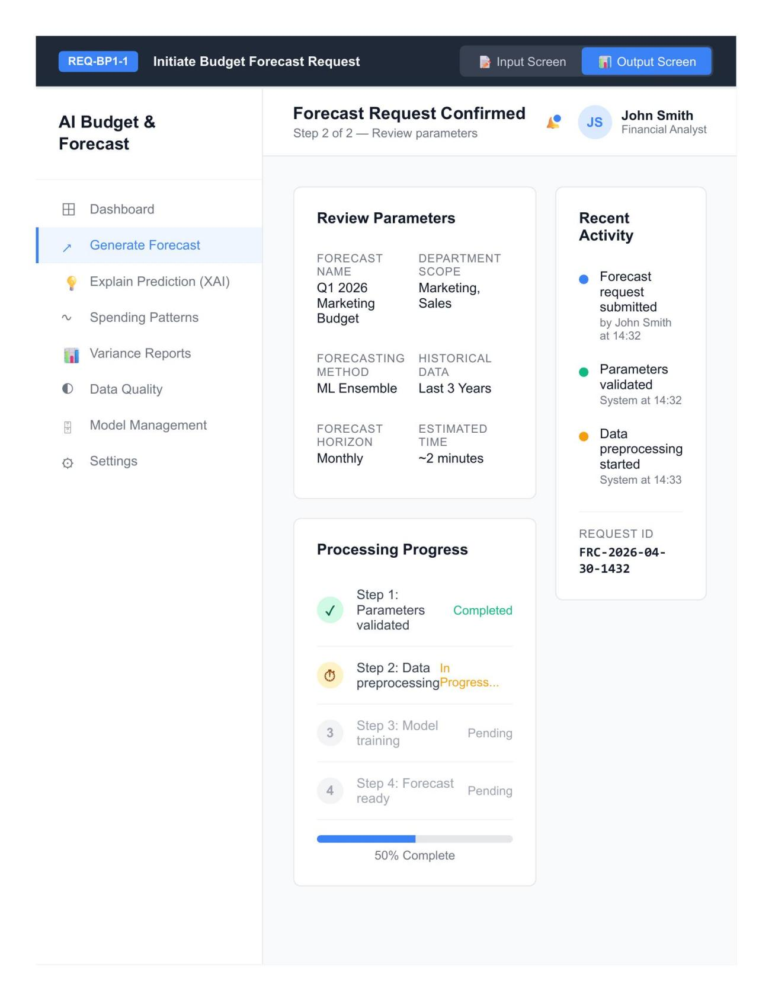 REQ-BP1-1
Initiate Budget Forecast Request
Input Screen
Output Screen
AI Budget &
Forecast
Dashboard
Generate Forecast
Explain Prediction (XAI)
Spending Patterns
Variance Reports
Data Quality
Model Management
Settings
Forecast Request Confirmed
Step 2 of 2 — Review parameters
JS
John Smith
Financial Analyst
Review Parameters
FORECAST
NAME
Q1 2026
Marketing
Budget
DEPARTMENT
SCOPE
Marketing,
Sales
FORECASTING
METHOD
ML Ensemble
HISTORICAL
DATA
Last 3 Years
FORECAST
HORIZON
Monthly
ESTIMATED
TIME
~2 minutes
Processing Progress
Step 1:
Parameters
validated
Completed
Step 2: Data
preprocessing
In
Progress...
3
Step 3: Model
training
Pending
4
Step 4: Forecast
ready
Pending
50% Complete
Recent
Activity
Forecast
request
submitted
by John Smith
at 14:32
Parameters
validated
System at 14:32
Data
preprocessing
started
System at 14:33
REQUEST ID
FRC-2026-04-
30-1432